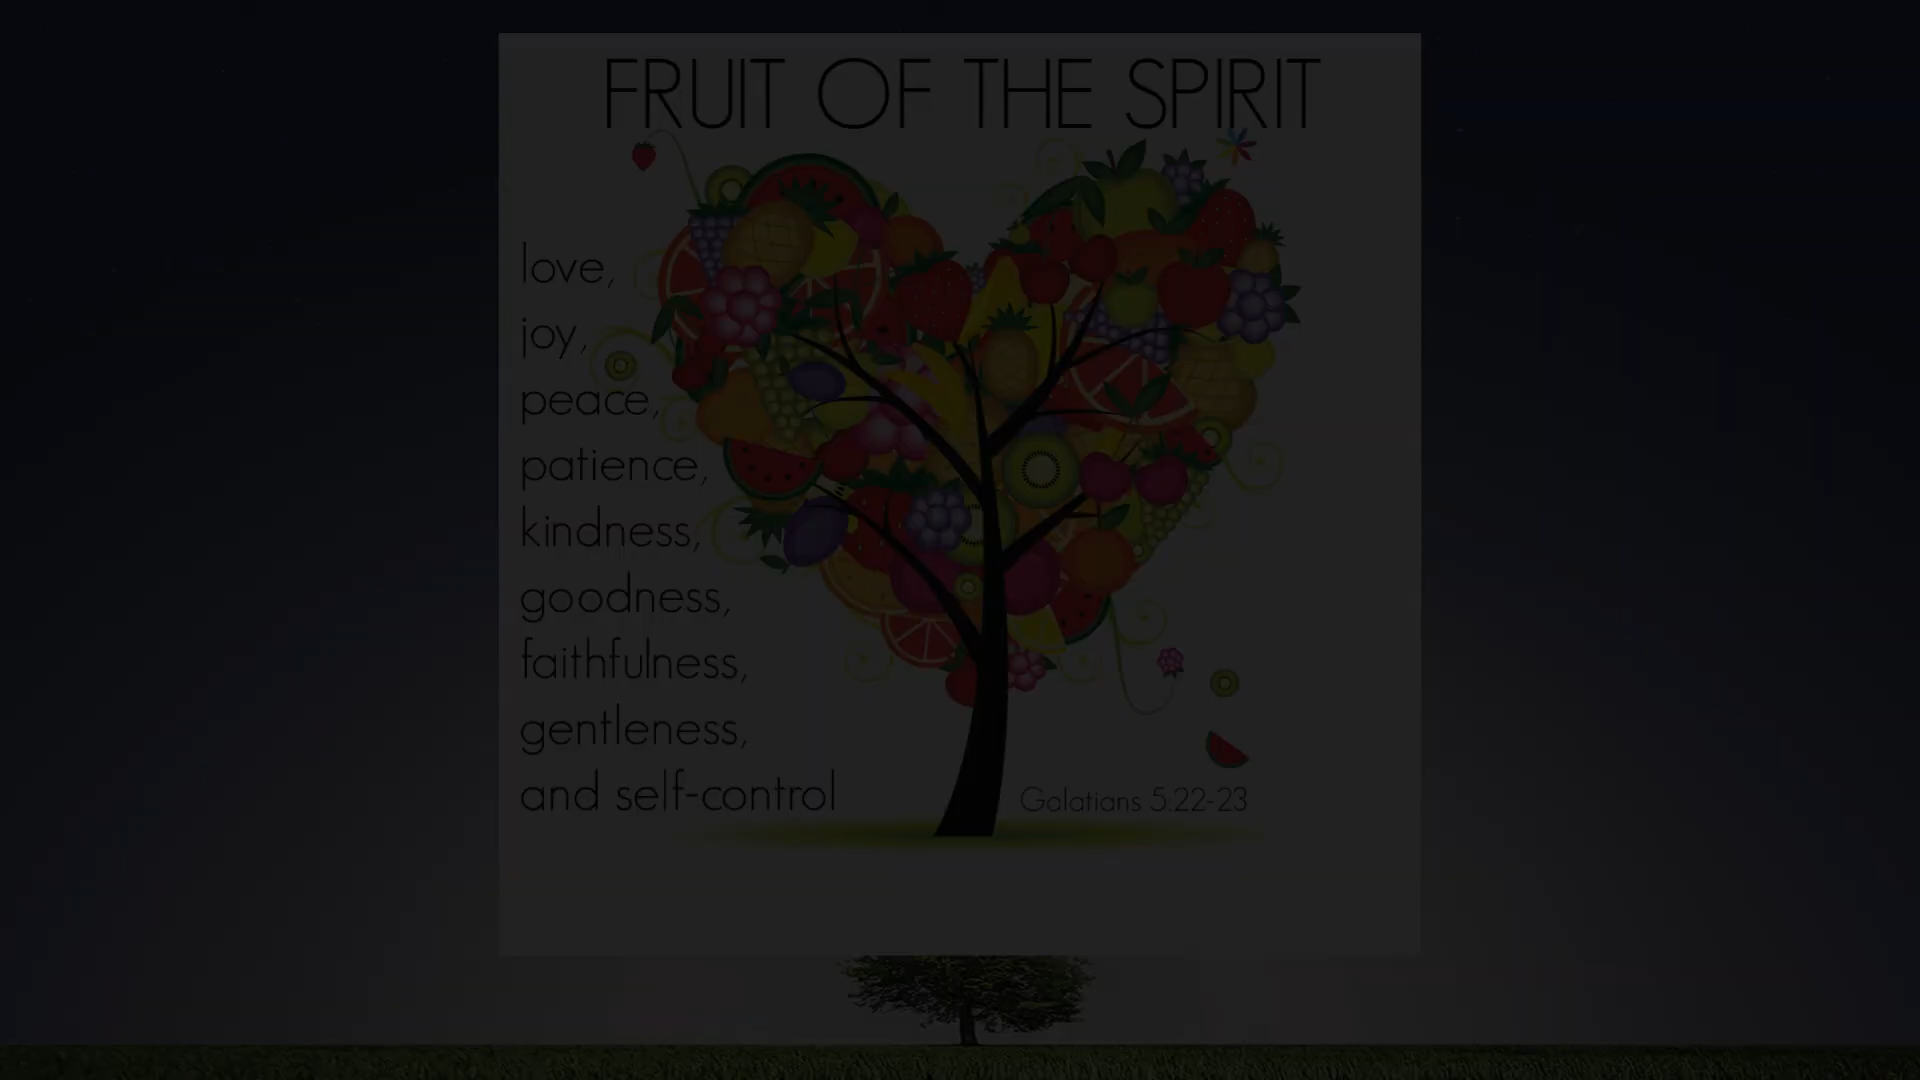 FRUIT OF THE SPIRIT
love,
joy,
peace,
patience,
kindness,
goodness,
faithfulness,
gentleness,
and self-control
Galatians 5:22-23